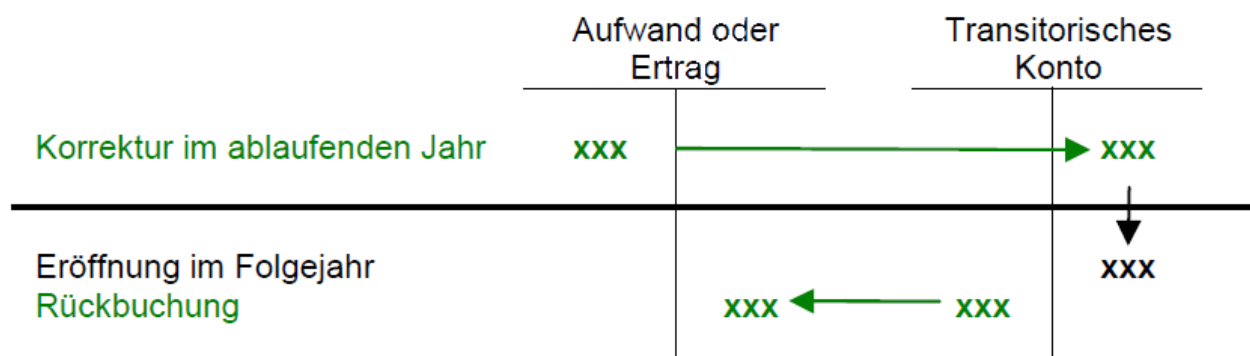 Aufwand oder
Ertrag
Transitorisches
Konto
Korrektur im ablaufenden Jahr xxx xxx
Eröffnung im Folgejahr xxx
Rückbuchung xxx xxx